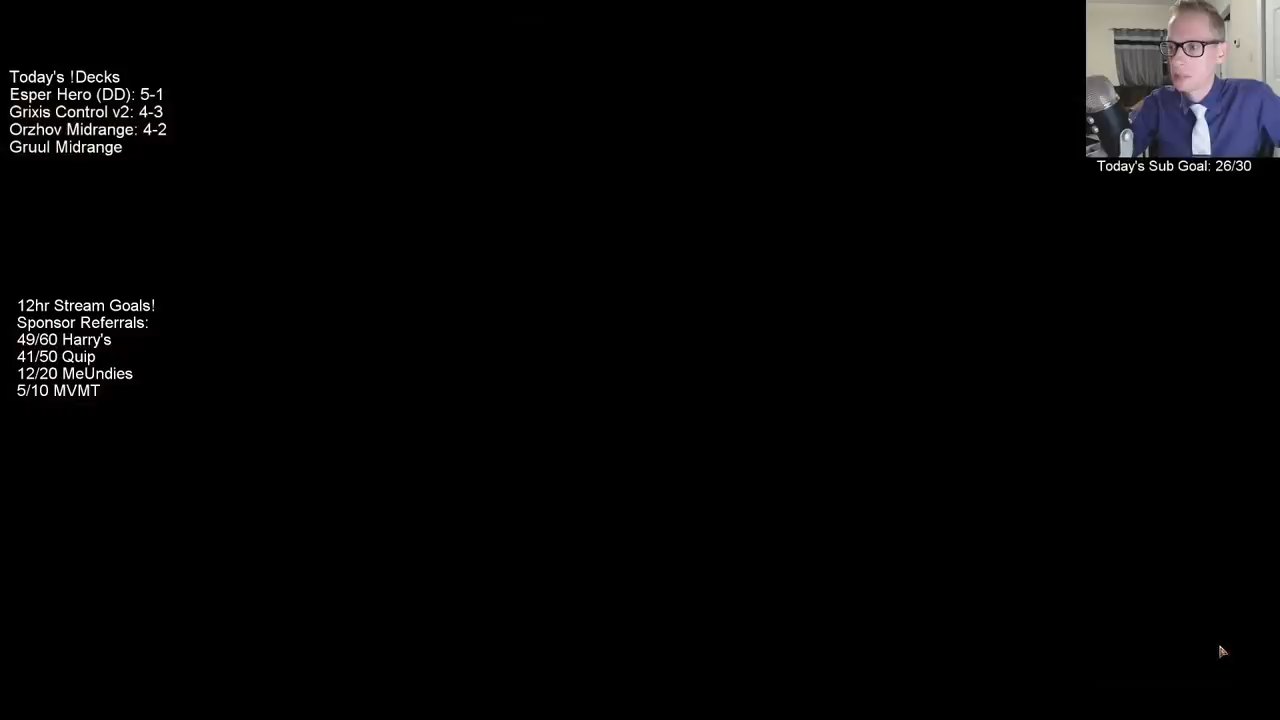 Today's !Decks
Esper Hero (DD): 5-1
Grixis Control v2: 4-3
Orzhov Midrange: 4-2
Gruul Midrange
Today's Sub Goal: 26/30
12hr Stream Goals!
Sponsor Referrals:
49/60 Harry's
41/50 Quip
12/20 MeUndies
5/10 MVMT